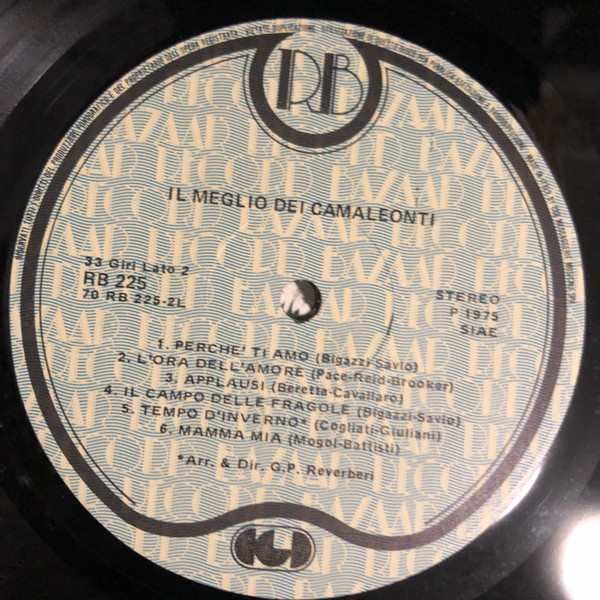 RB
IL MEGLIO DEI CAMALEONTI
33 Giri Lato 2
RB 225
70 RB 225-2L
STEREO
P 1975
SIAE
1. PERCHE' TI AMO (Bigazzi-Savio)
2. L'ORA DELL'AMORE (Pace-Reid-Brooker)
3. APPLAUSI (Beretta-Cavallaro)
4. IL CAMPO DELLE FRAGOLE (Bigazzi-Savio)
5. TEMPO D'INVERNO* (Cogliati-Giuliani)
6. MAMMA MIA (Mogol-Battisti)
*Arr. & Dir. G.P. Reverberi